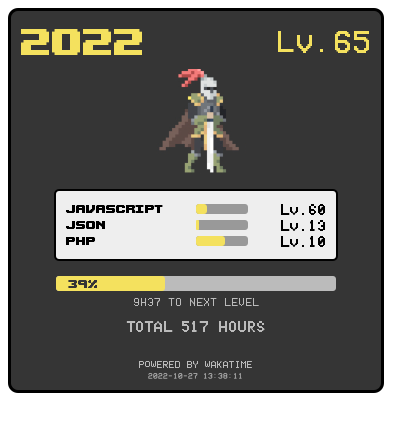 2022 Lv.65
JAVASCRIPT Lv.60
JSON Lv.13
PHP Lv.10
39%
9H37 TO NEXT LEVEL
TOTAL 517 HOURS
POWERED BY WAKATIME
2022-10-27 13:38:11